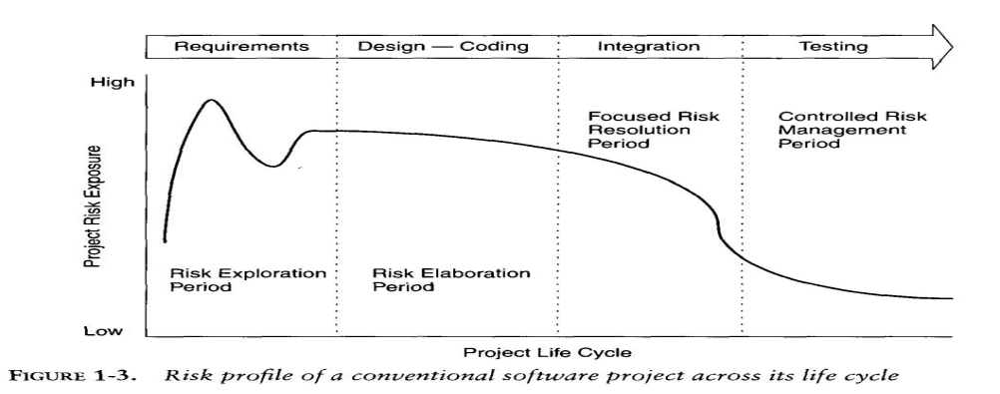 Requirements
Design — Coding
Integration
Testing
High
Focused Risk
Resolution
Period
Controlled Risk
Management
Period
Project Risk Exposure
Risk Exploration
Period
Risk Elaboration
Period
Low
Project Life Cycle
FIGURE 1-3. Risk profile of a conventional software project across its life cycle